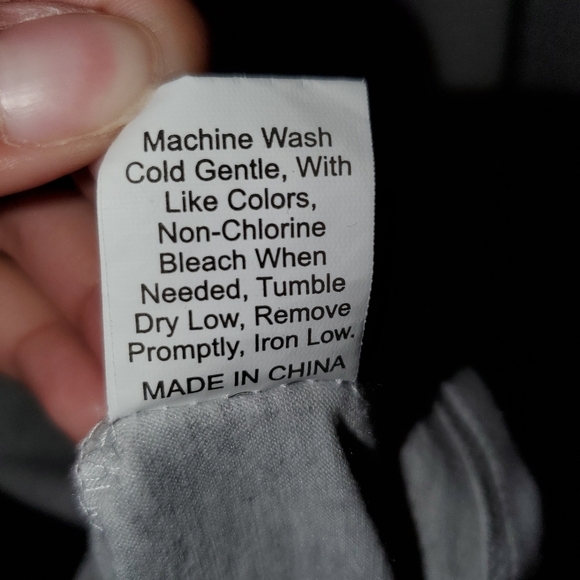 Machine Wash
Cold Gentle, With
Like Colors,
Non-Chlorine
Bleach When
Needed, Tumble
Dry Low, Remove
Promptly, Iron Low.
MADE IN CHINA